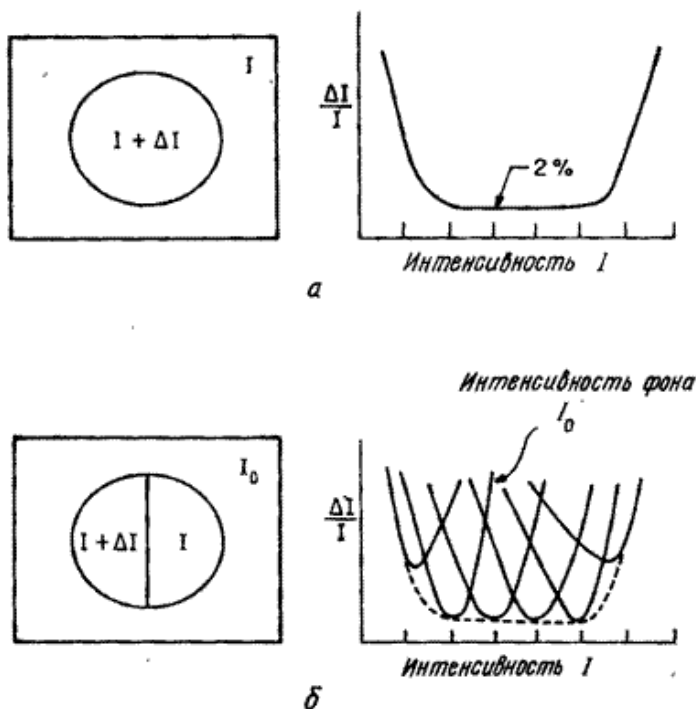 I
I + ΔI
ΔI
I
2%
Интенсивность I
а
Интенсивность фона
I₀
I₀
I + ΔI
I
ΔI
I
Интенсивность I
б